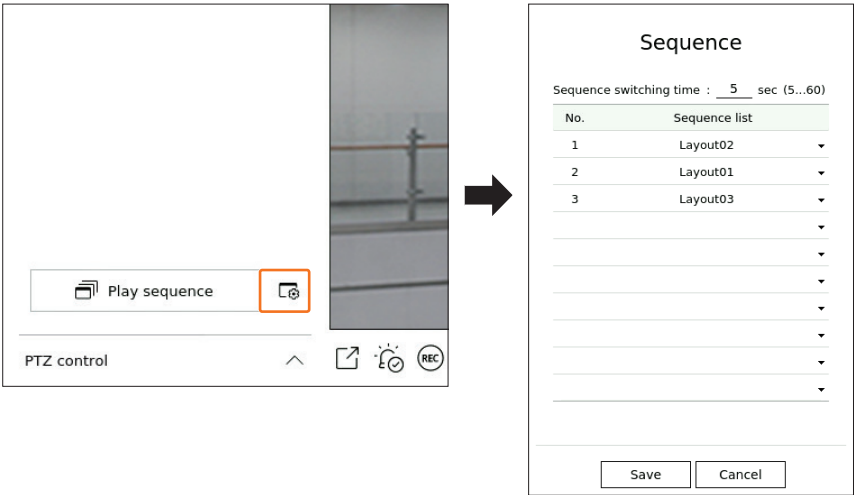 Play sequence
PTZ control
REC
Sequence
Sequence switching time : 5 sec (5...60)
No. Sequence list
1 Layout02
2 Layout01
3 Layout03
Save Cancel